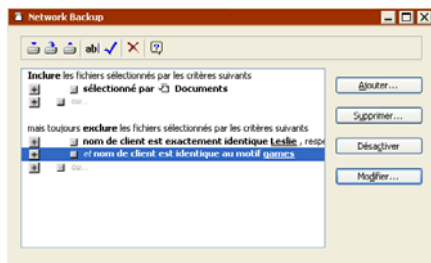 Network Backup
ab
Inclure les fichiers sélectionnés par les critères suivants
sélectionné par Documents
ou...
mais toujours exclure les fichiers sélectionnés par les critères suivants
nom de client est exactement identique Leslie , respe
et nom de client est identique au motif games
ou...
Ajouter...
Supprimer...
Désactiver
Modifier...